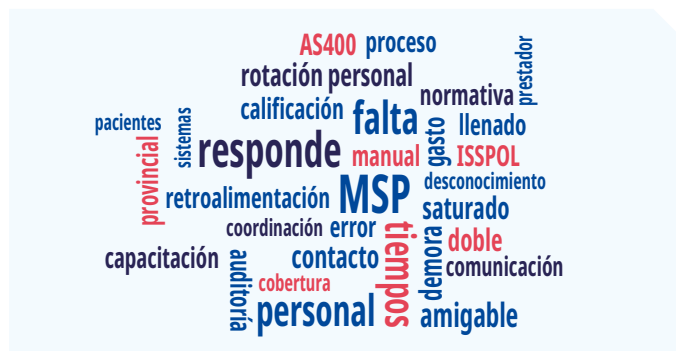 AS400 proceso
prestador
rotación personal
normativa
calificación
falta
pacientes
sistemas
gasto
llenado
responde
manual
ISSPOL
provincial
desconocimiento
retroalimentación
MSP
saturado
coordinación
error
tiempos
demora
doble
capacitación
auditoría
contacto
comunicación
cobertura
personal
amigable